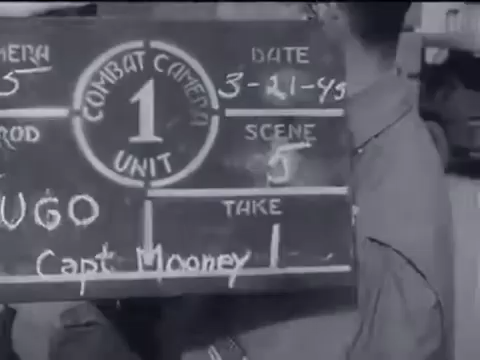 MERA
5
COMBAT CAMERA
1
UNIT
DATE
3-21-45
ROD
SCENE
5
UGO
TAKE
1
Capt Mooney